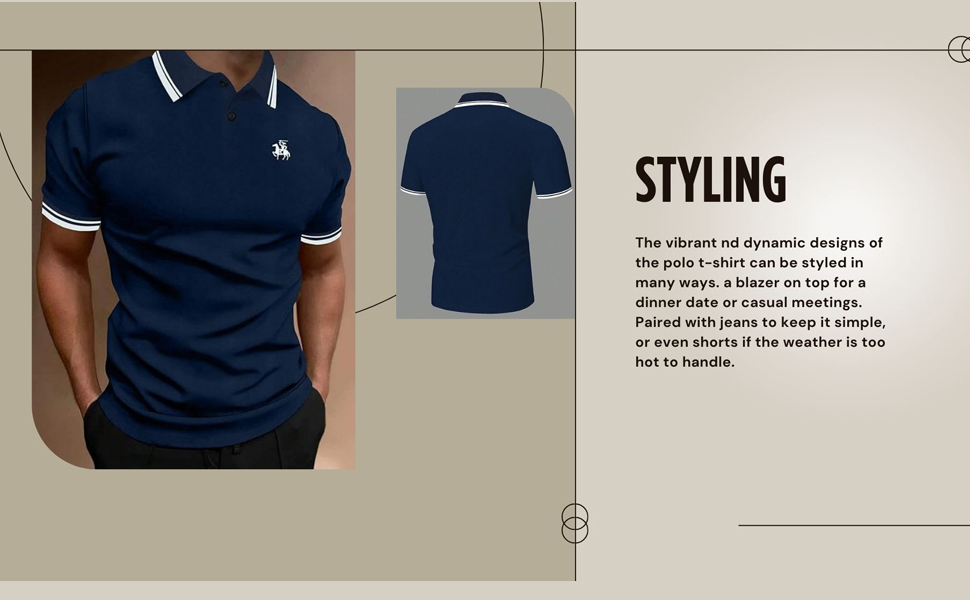 STYLING
The vibrant nd dynamic designs of
the polo t-shirt can be styled in
many ways. a blazer on top for a
dinner date or casual meetings.
Paired with jeans to keep it simple,
or even shorts if the weather is too
hot to handle.